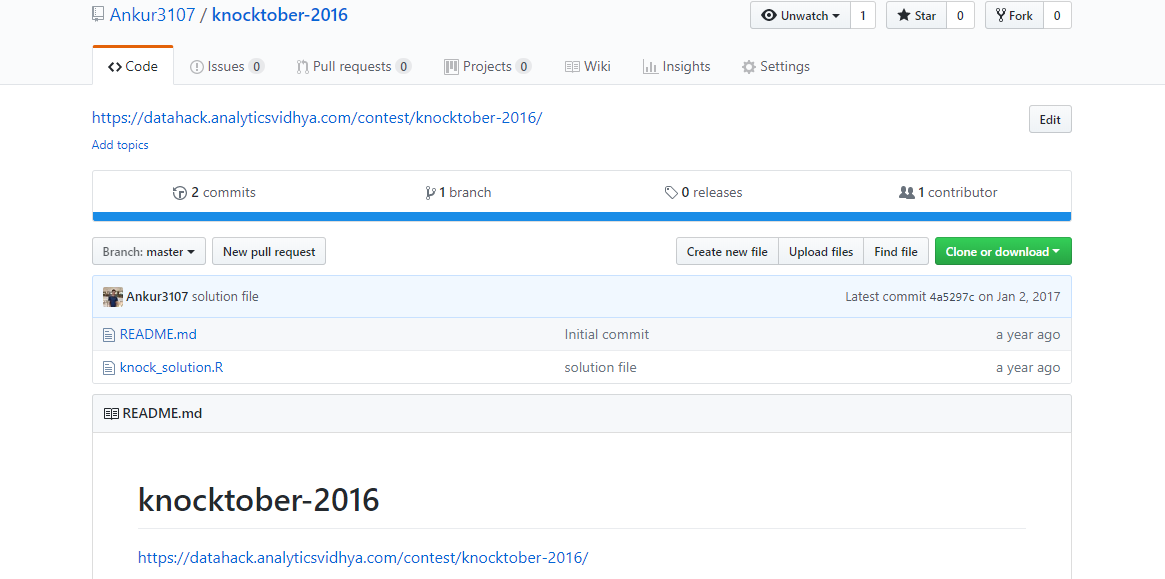 Ankur3107 / knocktober-2016 Unwatch 1 Star 0 Fork 0
Code Issues 0 Pull requests 0 Projects 0 Wiki Insights Settings
https://datahack.analyticsvidhya.com/contest/knocktober-2016/ Edit
Add topics
2 commits 1 branch 0 releases 1 contributor
Branch: master New pull request Create new file Upload files Find file Clone or download
Ankur3107 solution file Latest commit 4a5297c on Jan 2, 2017
README.md Initial commit a year ago
knock_solution.R solution file a year ago
README.md
knocktober-2016
https://datahack.analyticsvidhya.com/contest/knocktober-2016/